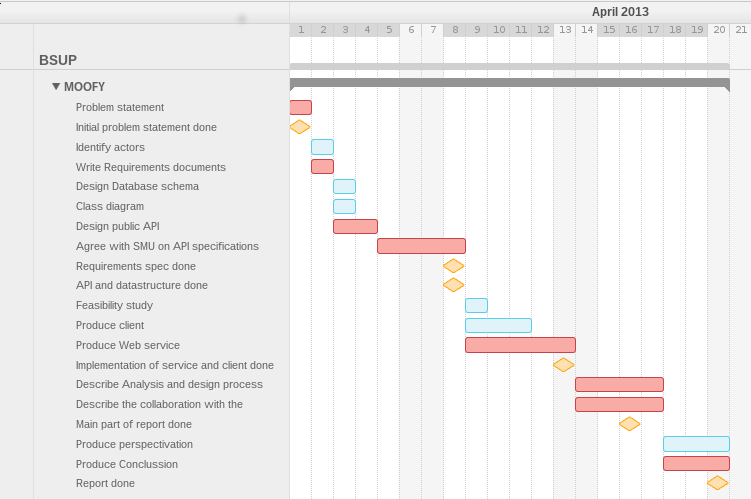 April 2013
1 2 3 4 5 6 7 8 9 10 11 12 13 14 15 16 17 18 19 20 21
BSUP
MOOFY
Problem statement
Initial problem statement done
Identify actors
Write Requirements documents
Design Database schema
Class diagram
Design public API
Agree with SMU on API specifications
Requirements spec done
API and datastructure done
Feasibility study
Produce client
Produce Web service
Implementation of service and client done
Describe Analysis and design process
Describe the collaboration with the
Main part of report done
Produce perspectivation
Produce Conclussion
Report done